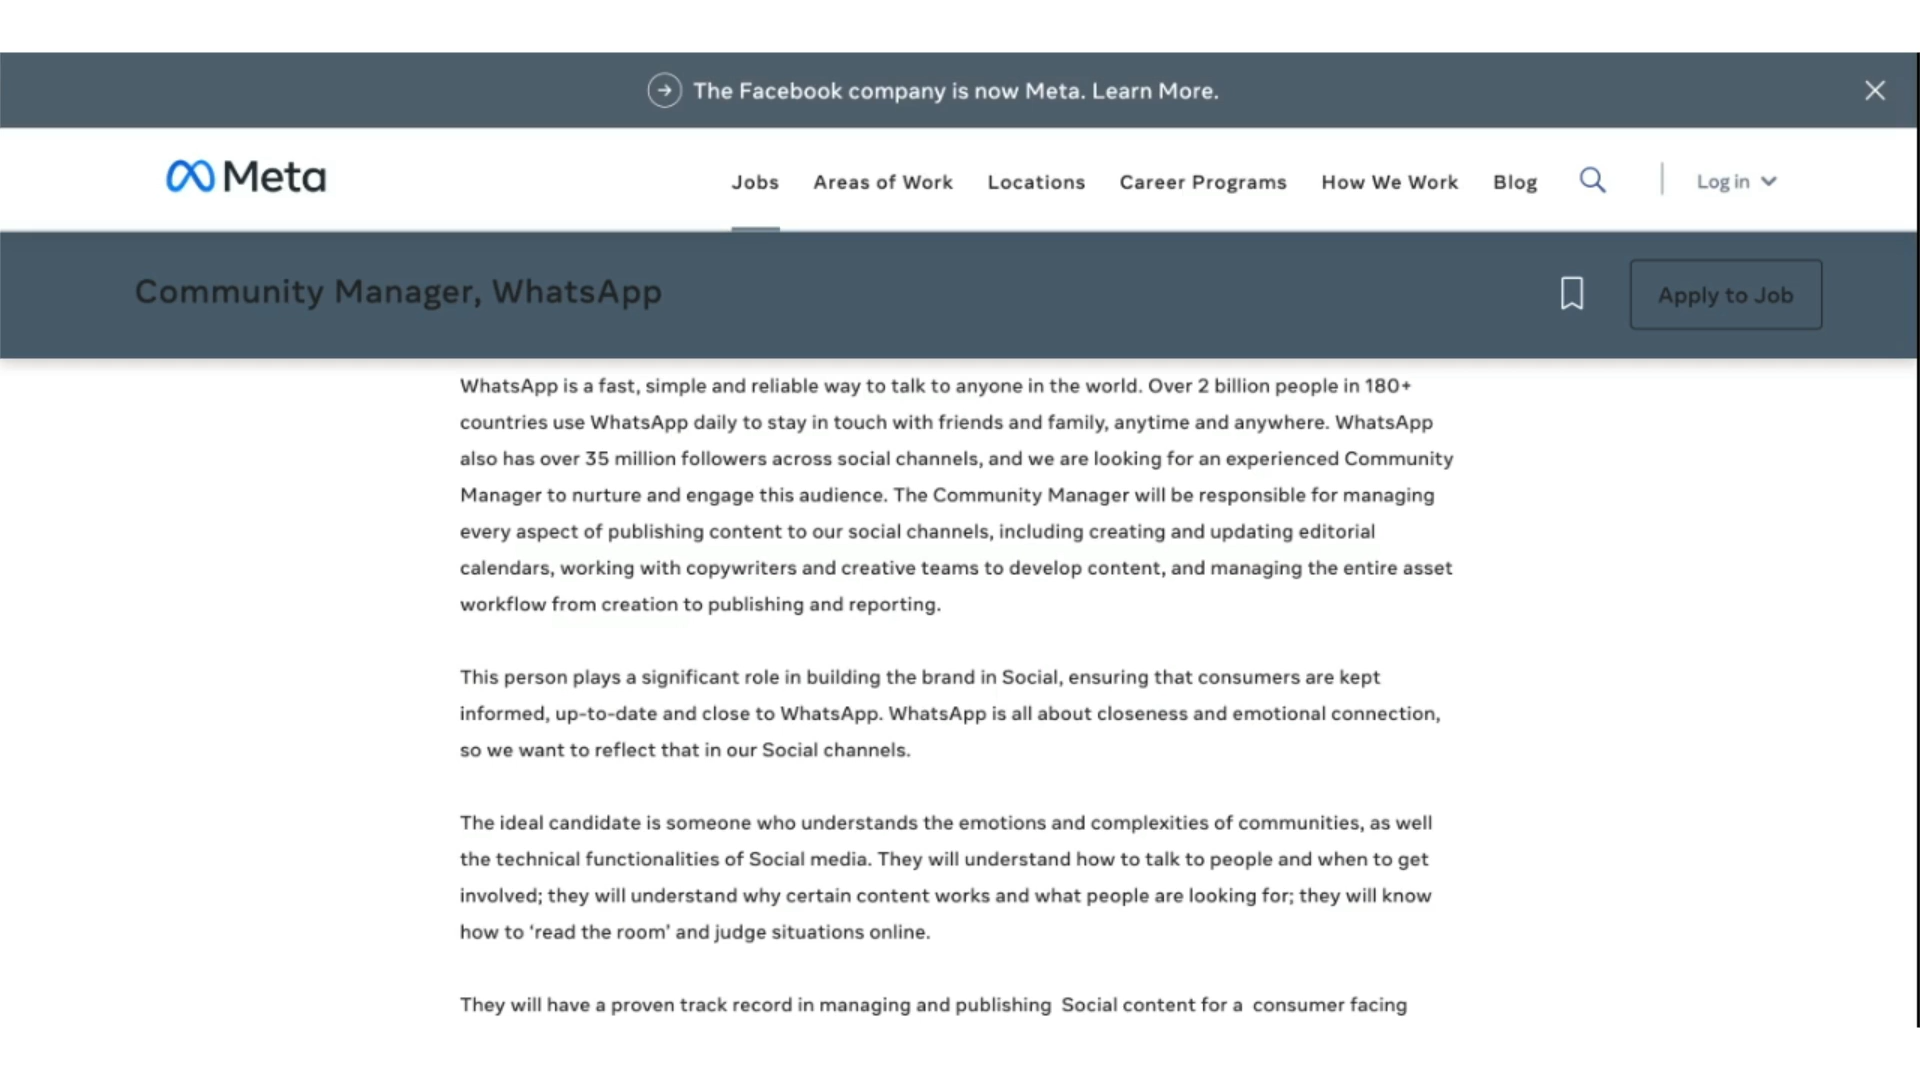 The Facebook company is now Meta. Learn More.
Meta
Jobs Areas of Work Locations Career Programs How We Work Blog Log in
Community Manager, WhatsApp
Apply to Job
WhatsApp is a fast, simple and reliable way to talk to anyone in the world. Over 2 billion people in 180+
countries use WhatsApp daily to stay in touch with friends and family, anytime and anywhere. WhatsApp
also has over 35 million followers across social channels, and we are looking for an experienced Community
Manager to nurture and engage this audience. The Community Manager will be responsible for managing
every aspect of publishing content to our social channels, including creating and updating editorial
calendars, working with copywriters and creative teams to develop content, and managing the entire asset
workflow from creation to publishing and reporting.
This person plays a significant role in building the brand in Social, ensuring that consumers are kept
informed, up-to-date and close to WhatsApp. WhatsApp is all about closeness and emotional connection,
so we want to reflect that in our Social channels.
The ideal candidate is someone who understands the emotions and complexities of communities, as well
the technical functionalities of Social media. They will understand how to talk to people and when to get
involved; they will understand why certain content works and what people are looking for; they will know
how to ‘read the room’ and judge situations online.
They will have a proven track record in managing and publishing Social content for a consumer facing